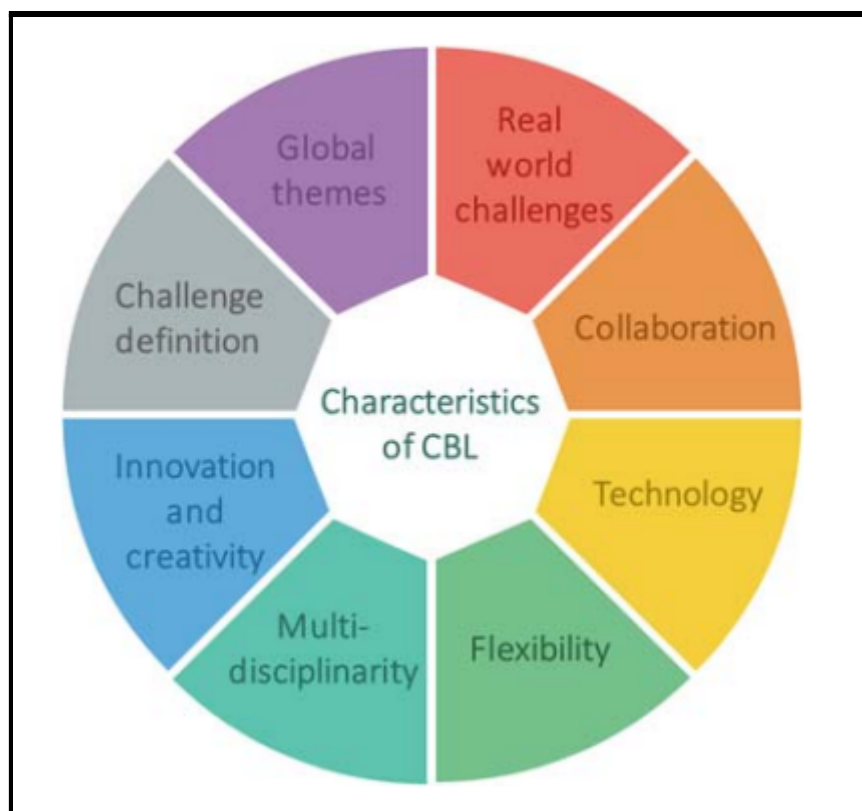 Global
themes
Real
world
challenges
Challenge
definition
Collaboration
Characteristics
of CBL
Innovation
and
creativity
Technology
Multi-
disciplinarity
Flexibility